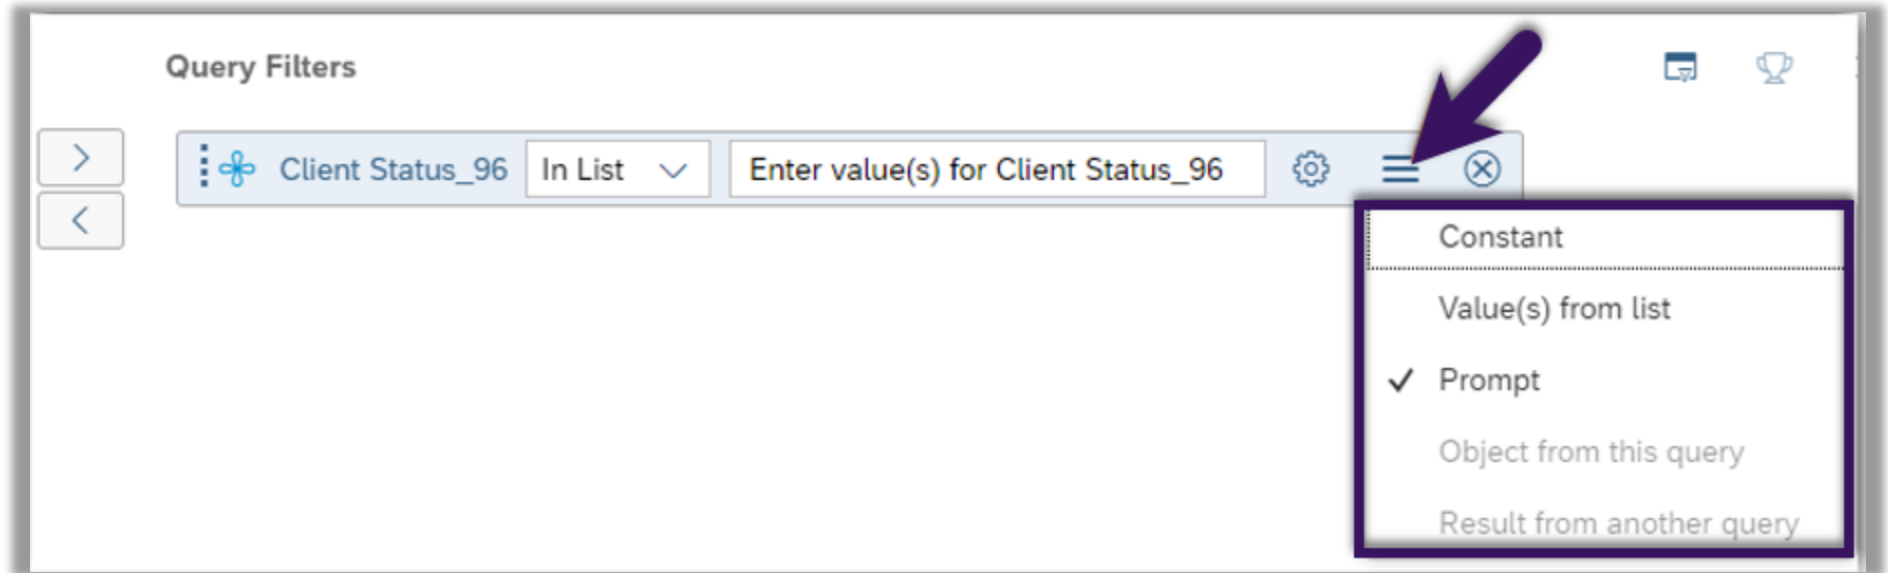 Query Filters
Client Status_96 In List Enter value(s) for Client Status_96
Constant
Value(s) from list
Prompt
Object from this query
Result from another query